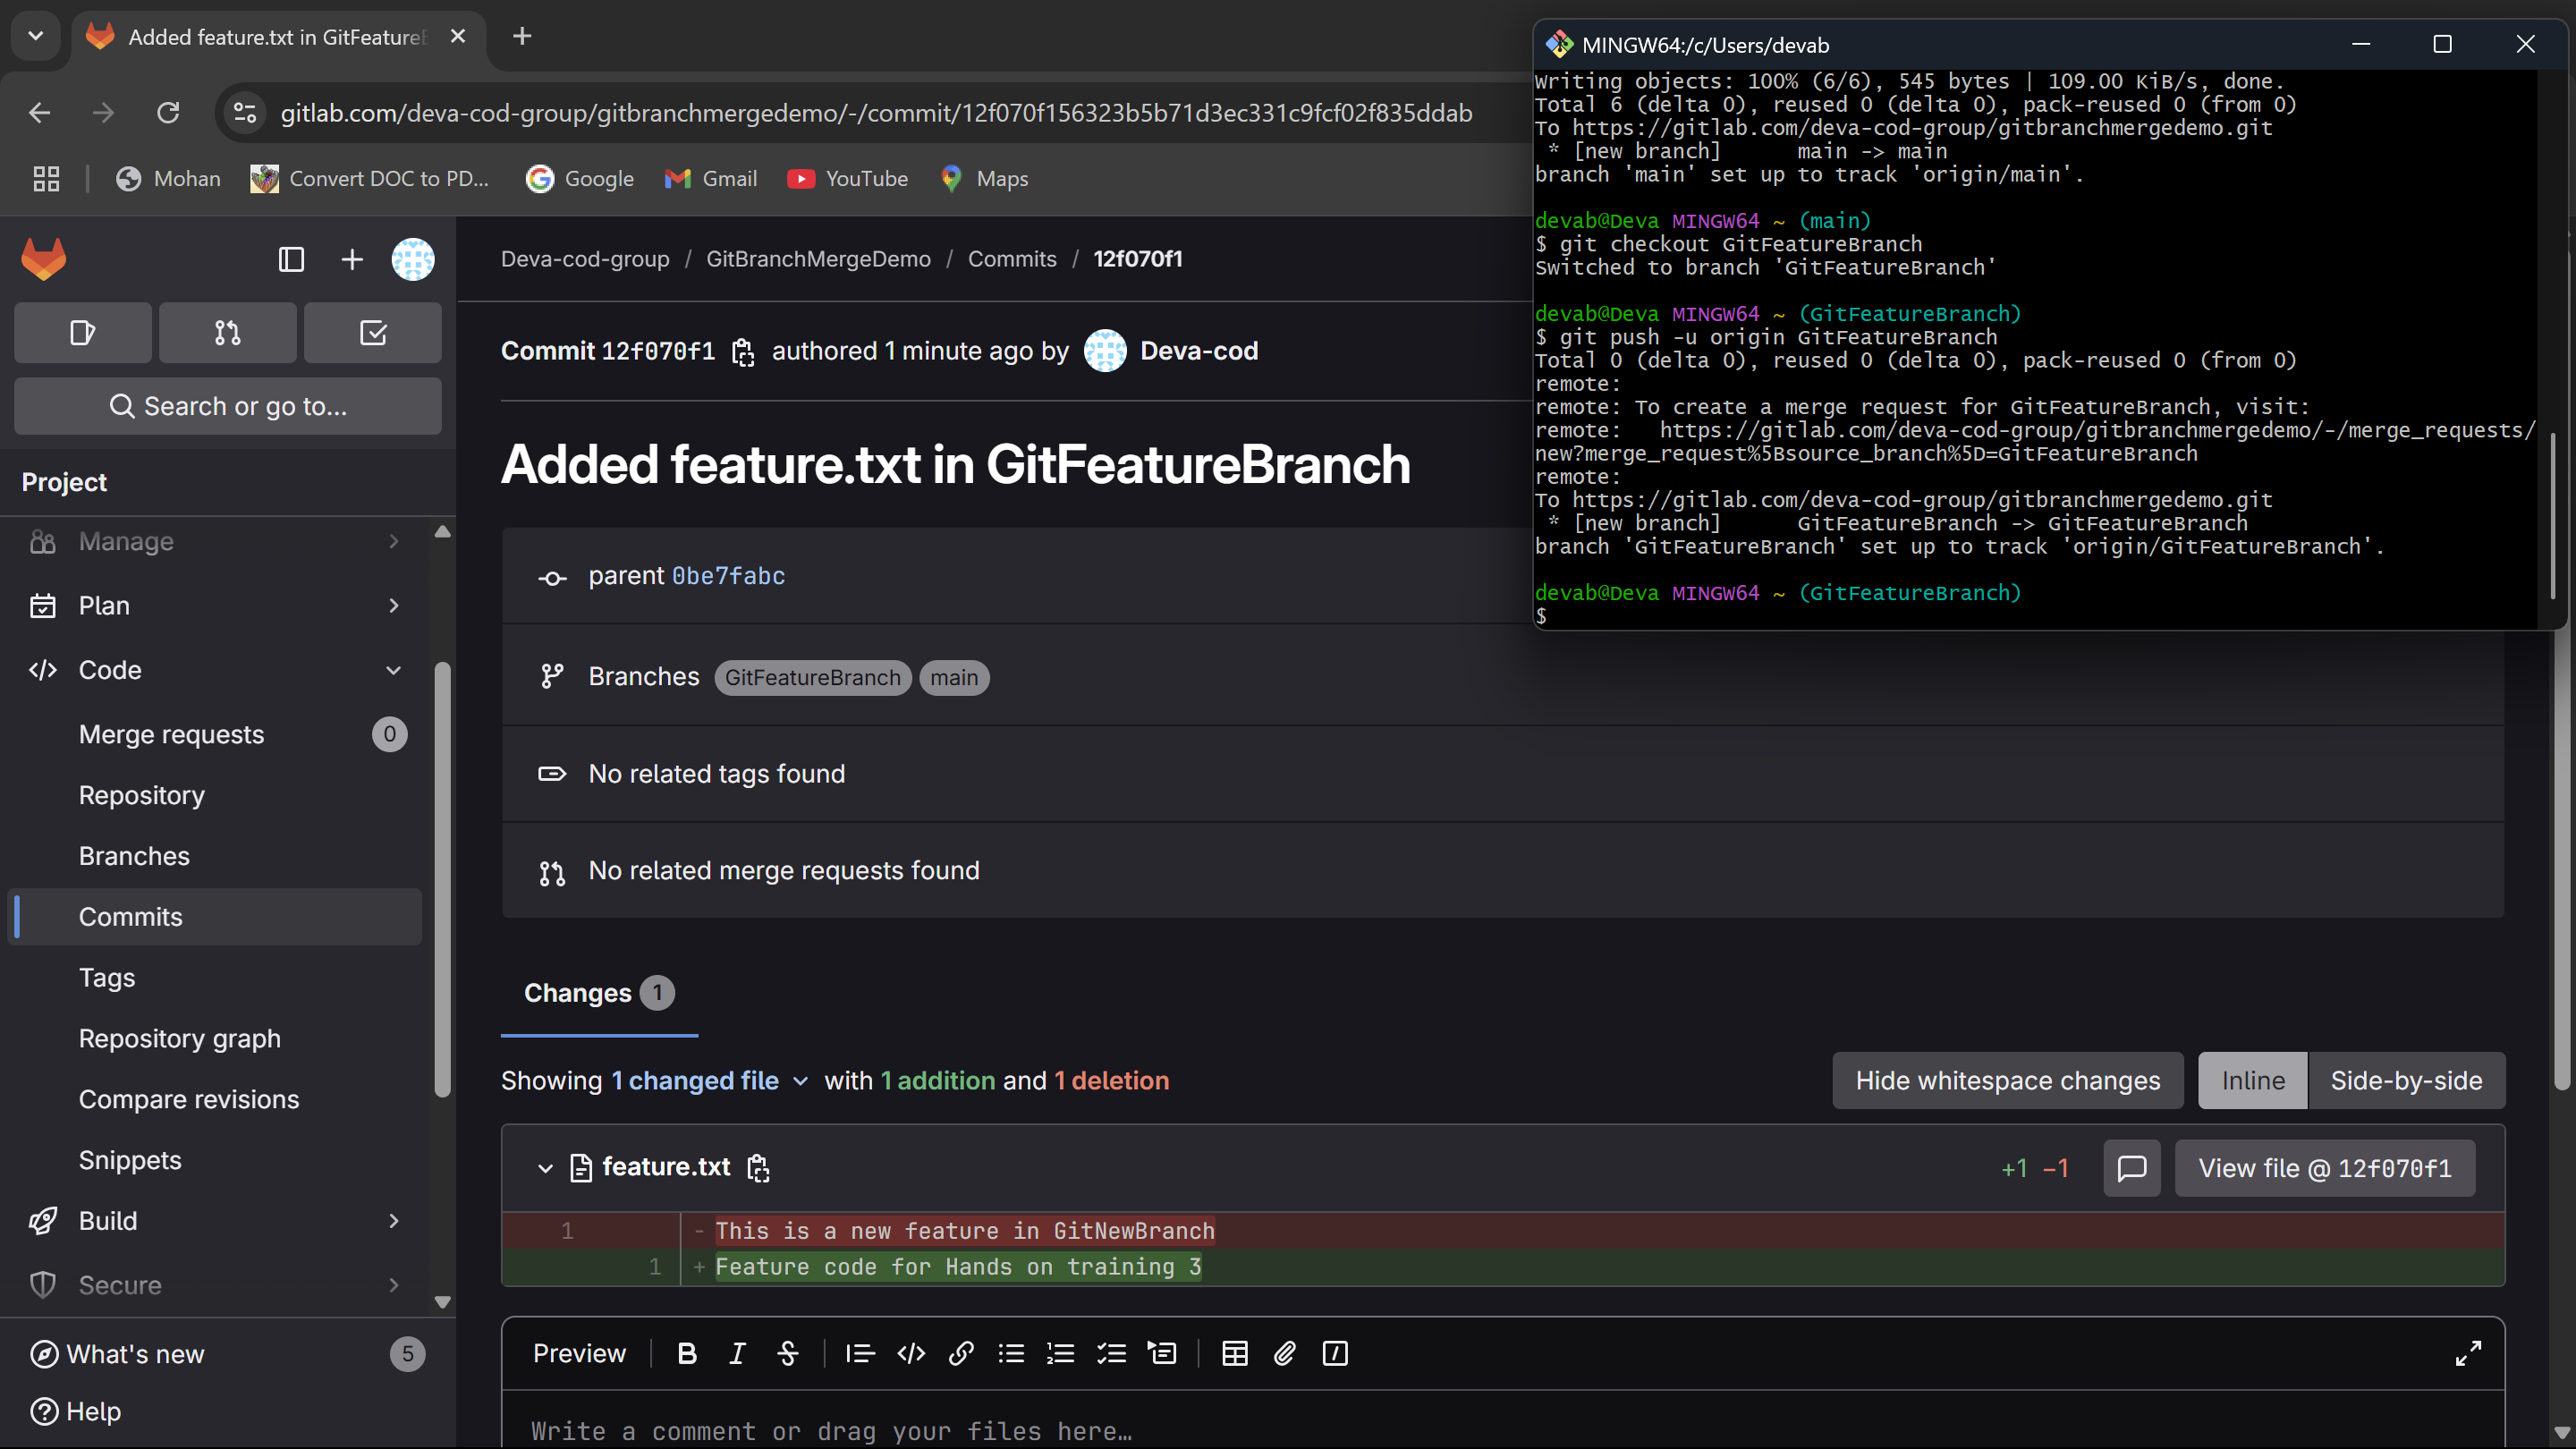 Added feature.txt in GitFeatureB
gitlab.com/deva-cod-group/gitbranchmergedemo/-/commit/12f070f156323b5b71d3ec331c9fcf02f835ddab
Mohan
Convert DOC to PD...
Google
Gmail
YouTube
Maps
Search or go to...
Project
Manage
Plan
Code
Merge requests 0
Repository
Branches
Commits
Tags
Repository graph
Compare revisions
Snippets
Build
Secure
What's new 5
Help
Deva-cod-group / GitBranchMergeDemo / Commits / 12f070f1
Commit 12f070f1 authored 1 minute ago by Deva-cod
Added feature.txt in GitFeatureBranch
parent 0be7fabc
Branches GitFeatureBranch main
No related tags found
No related merge requests found
Changes 1
Showing 1 changed file with 1 addition and 1 deletion
Hide whitespace changes
Inline
Side-by-side
feature.txt
+1 −1
View file @ 12f070f1
1 - This is a new feature in GitNewBranch
1 + Feature code for Hands on training 3
Preview
Write a comment or drag your files here…
MINGW64:/c/Users/devab
Writing objects: 100% (6/6), 545 bytes | 109.00 KiB/s, done.
Total 6 (delta 0), reused 0 (delta 0), pack-reused 0 (from 0)
To https://gitlab.com/deva-cod-group/gitbranchmergedemo.git
* [new branch]      main -> main
branch 'main' set up to track 'origin/main'.
devab@Deva MINGW64 ~ (main)
$ git checkout GitFeatureBranch
Switched to branch 'GitFeatureBranch'
devab@Deva MINGW64 ~ (GitFeatureBranch)
$ git push -u origin GitFeatureBranch
Total 0 (delta 0), reused 0 (delta 0), pack-reused 0 (from 0)
remote:
remote: To create a merge request for GitFeatureBranch, visit:
remote:   https://gitlab.com/deva-cod-group/gitbranchmergedemo/-/merge_requests/
new?merge_request%5Bsource_branch%5D=GitFeatureBranch
remote:
To https://gitlab.com/deva-cod-group/gitbranchmergedemo.git
* [new branch]      GitFeatureBranch -> GitFeatureBranch
branch 'GitFeatureBranch' set up to track 'origin/GitFeatureBranch'.
devab@Deva MINGW64 ~ (GitFeatureBranch)
$